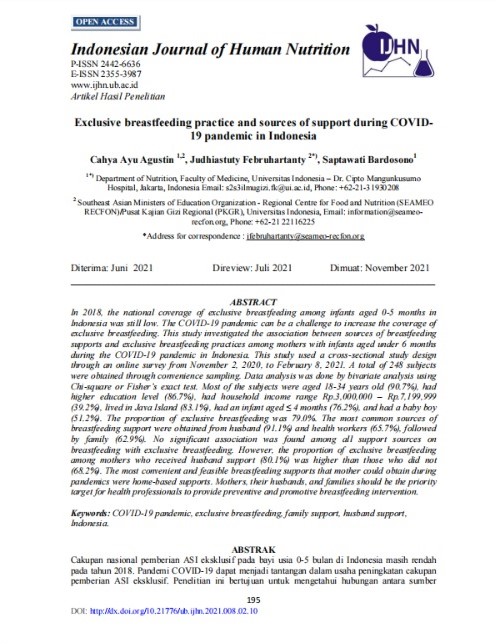 OPEN ACCESS
Indonesian Journal of Human Nutrition
P-ISSN 2442-6636
E-ISSN 2355-3987
www.ijhn.ub.ac.id
Artikel Hasil Penelitian
IJHN
Exclusive breastfeeding practice and sources of support during COVID-
19 pandemic in Indonesia
Cahya Ayu Agustin 1,2, Judhiastuty Februhartanty 2*), Saptawati Bardosono1
1*) Department of Nutrition, Faculty of Medicine, Universitas Indonesia – Dr. Cipto Mangunkusumo
Hospital, Jakarta, Indonesia Email: s2s3ilmugizi.fk@ui.ac.id, Phone: +62-21-31930208
2 Southeast Asian Ministers of Education Organization - Regional Centre for Food and Nutrition (SEAMEO
RECFON)/Pusat Kajian Gizi Regional (PKGR), Universitas Indonesia, Email: information@seameo-
recfon.org, Phone: +62-21 22116225
*Address for correspondence : jfebruhartanty@seameo-recfon.org
Diterima: Juni 2021 Direview: Juli 2021 Dimuat: November 2021
ABSTRACT
In 2018, the national coverage of exclusive breastfeeding among infants aged 0-5 months in
Indonesia was still low. The COVID-19 pandemic can be a challenge to increase the coverage of
exclusive breastfeeding. This study investigated the association between sources of breastfeeding
supports and exclusive breastfeeding practices among mothers with infants aged under 6 months
during the COVID-19 pandemic in Indonesia. This study used a cross-sectional study design
through an online survey from November 2, 2020, to February 8, 2021. A total of 248 subjects
were obtained through convenience sampling. Data analysis was done by bivariate analysis using
Chi-square or Fisher's exact test. Most of the subjects were aged 18-34 years old (90.7%), had
higher education level (86.7%), had household income range Rp.3,000,000 – Rp.7,199,999
(39.2%), lived in Java Island (83.1%), had an infant aged ≤ 4 months (76.2%), and had a baby boy
(51.2%). The proportion of exclusive breastfeeding was 79.0%. The most common sources of
breastfeeding support were obtained from husband (91.1%) and health workers (65.7%), followed
by family (62.9%). No significant association was found among all support sources on
breastfeeding with exclusive breastfeeding. However, the proportion of exclusive breastfeeding
among mothers who received husband support (80.1%) was higher than those who did not
(68.2%). The most convenient and feasible breastfeeding supports that mother could obtain during
pandemics were home-based supports. Mothers, their husbands, and families should be the priority
target for health professionals to provide preventive and promotive breastfeeding intervention.
Keywords: COVID-19 pandemic, exclusive breastfeeding, family support, husband support,
Indonesia.
ABSTRAK
Cakupan nasional pemberian ASI eksklusif pada bayi usia 0-5 bulan di Indonesia masih rendah
pada tahun 2018. Pandemi COVID-19 dapat menjadi tantangan dalam usaha peningkatan cakupan
pemberian ASI eksklusif. Penelitian ini bertujuan untuk mengetahui hubungan antara sumber
195
DOI: http://dx.doi.org/10.21776/ub.ijhn.2021.008.02.10